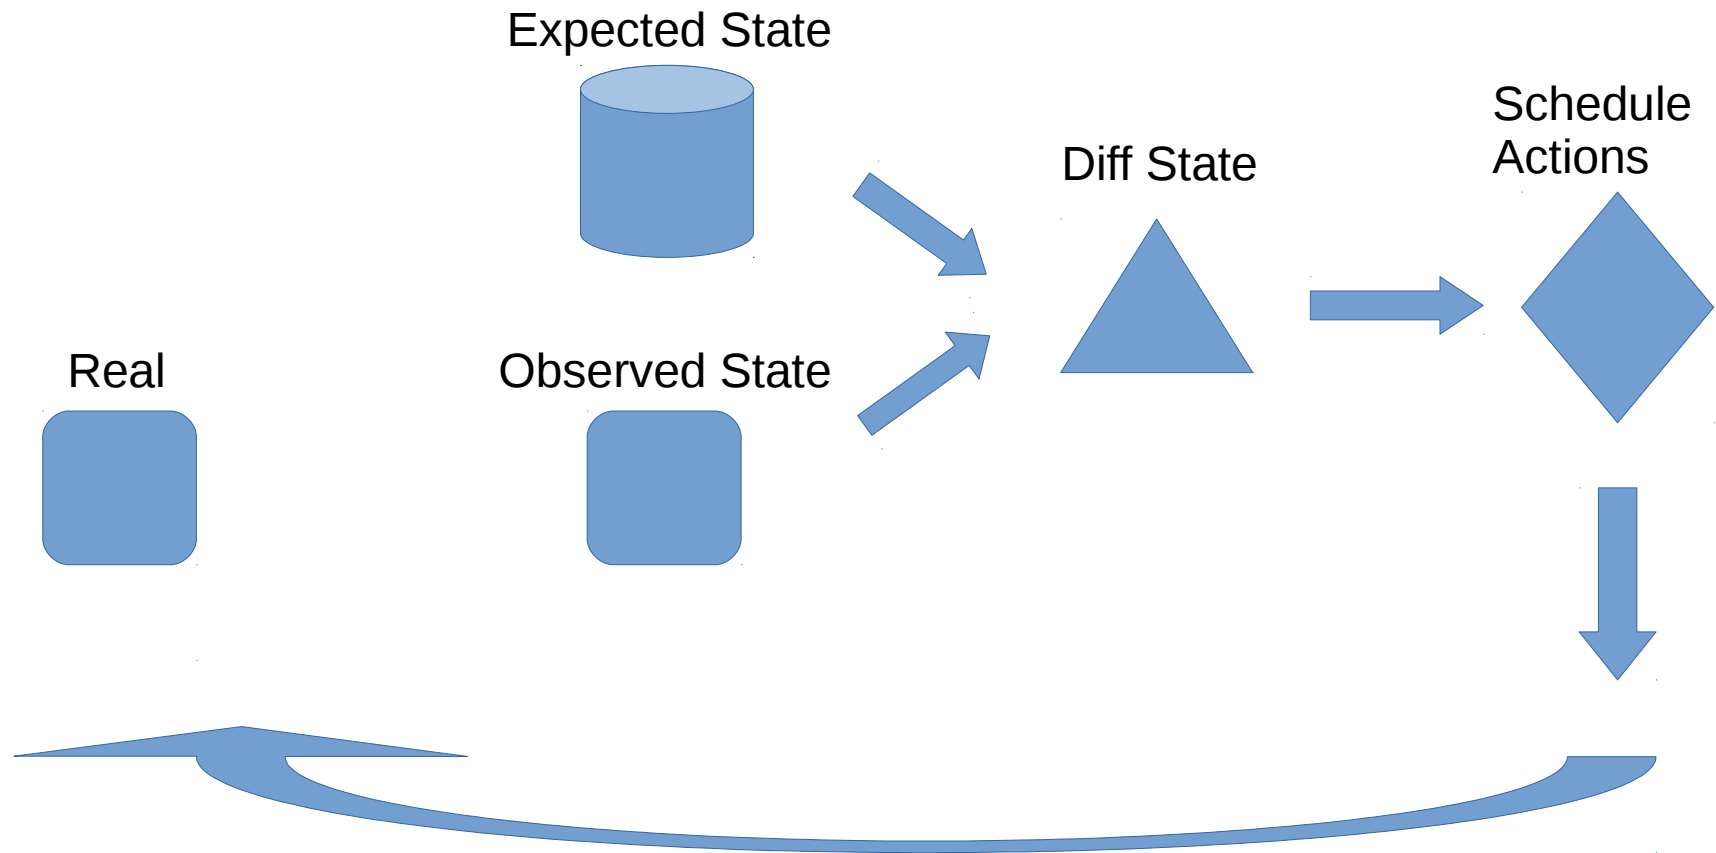 Expected State
Schedule
Actions
Diff State
Real
Observed State